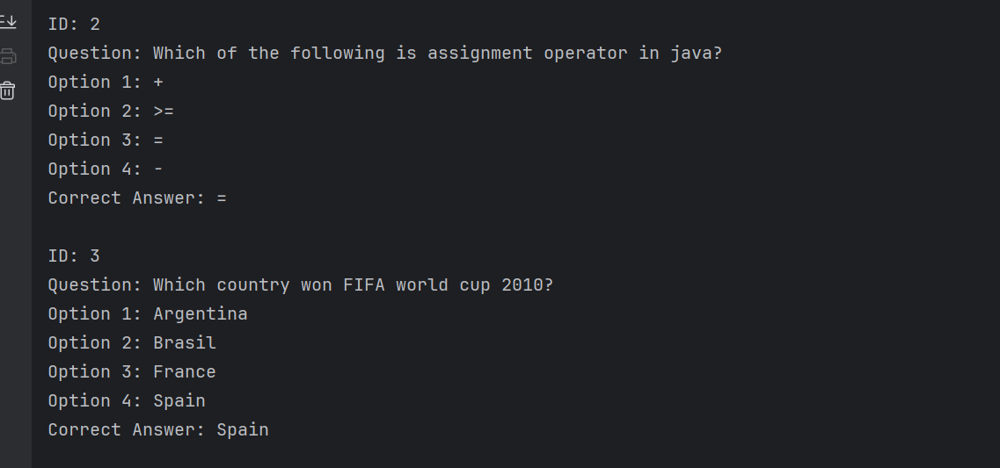 ID: 2
Question: Which of the following is assignment operator in java?
Option 1: +
Option 2: >=
Option 3: =
Option 4: -
Correct Answer: =
ID: 3
Question: Which country won FIFA world cup 2010?
Option 1: Argentina
Option 2: Brasil
Option 3: France
Option 4: Spain
Correct Answer: Spain